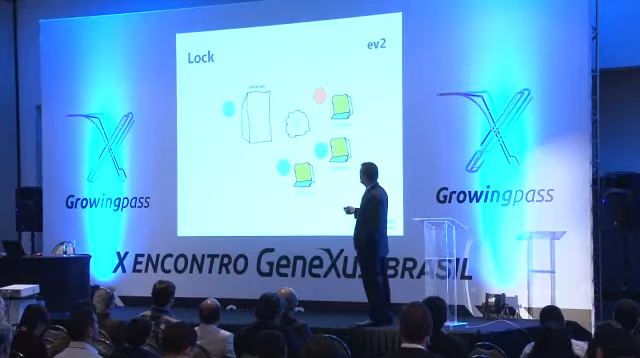 Lock
ev2
Growingpass
Growingpass
X ENCONTRO GeneXus BRASIL